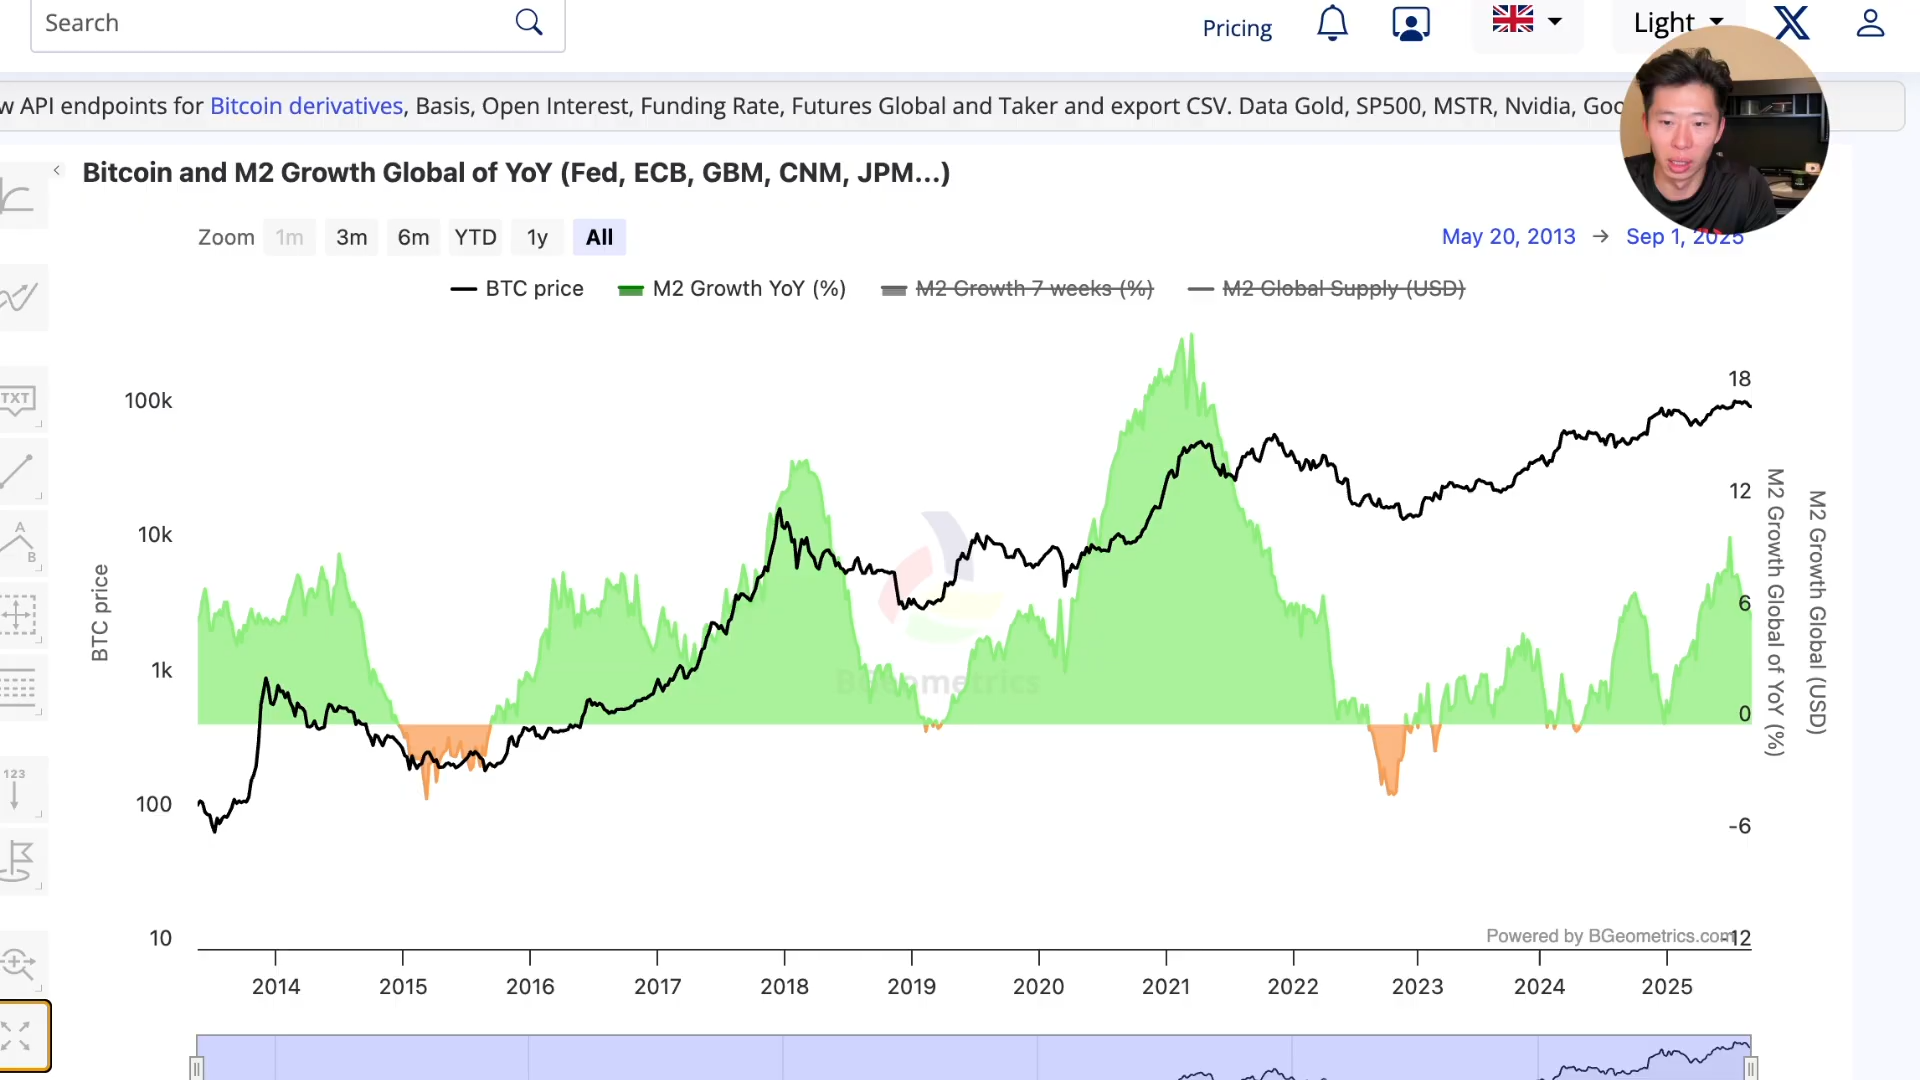 Search
Pricing
Light
w API endpoints for Bitcoin derivatives, Basis, Open Interest, Funding Rate, Futures Global and Taker and export CSV. Data Gold, SP500, MSTR, Nvidia, Goo
Bitcoin and M2 Growth Global of YoY (Fed, ECB, GBM, CNM, JPM...)
Zoom 1m 3m 6m YTD 1y All
May 20, 2013 → Sep 1, 2025
BTC price M2 Growth YoY (%) M2 Growth 7 weeks (%) M2 Global Supply (USD)
100k
10k
1k
100
10
BTC price
18
12
6
0
-6
-12
M2 Growth Global of YoY (%)
M2 Growth Global (USD)
BGeometrics
Powered by BGeometrics.com
2014 2015 2016 2017 2018 2019 2020 2021 2022 2023 2024 2025
TXT
A
B
123